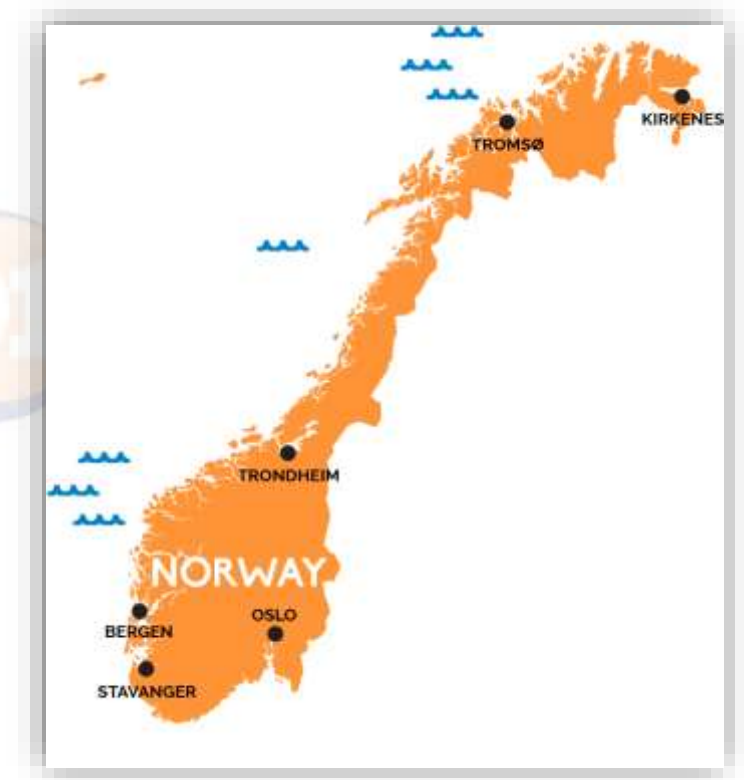 KIRKENES
TROMSØ
TRONDHEIM
NORWAY
OSLO
BERGEN
STAVANGER